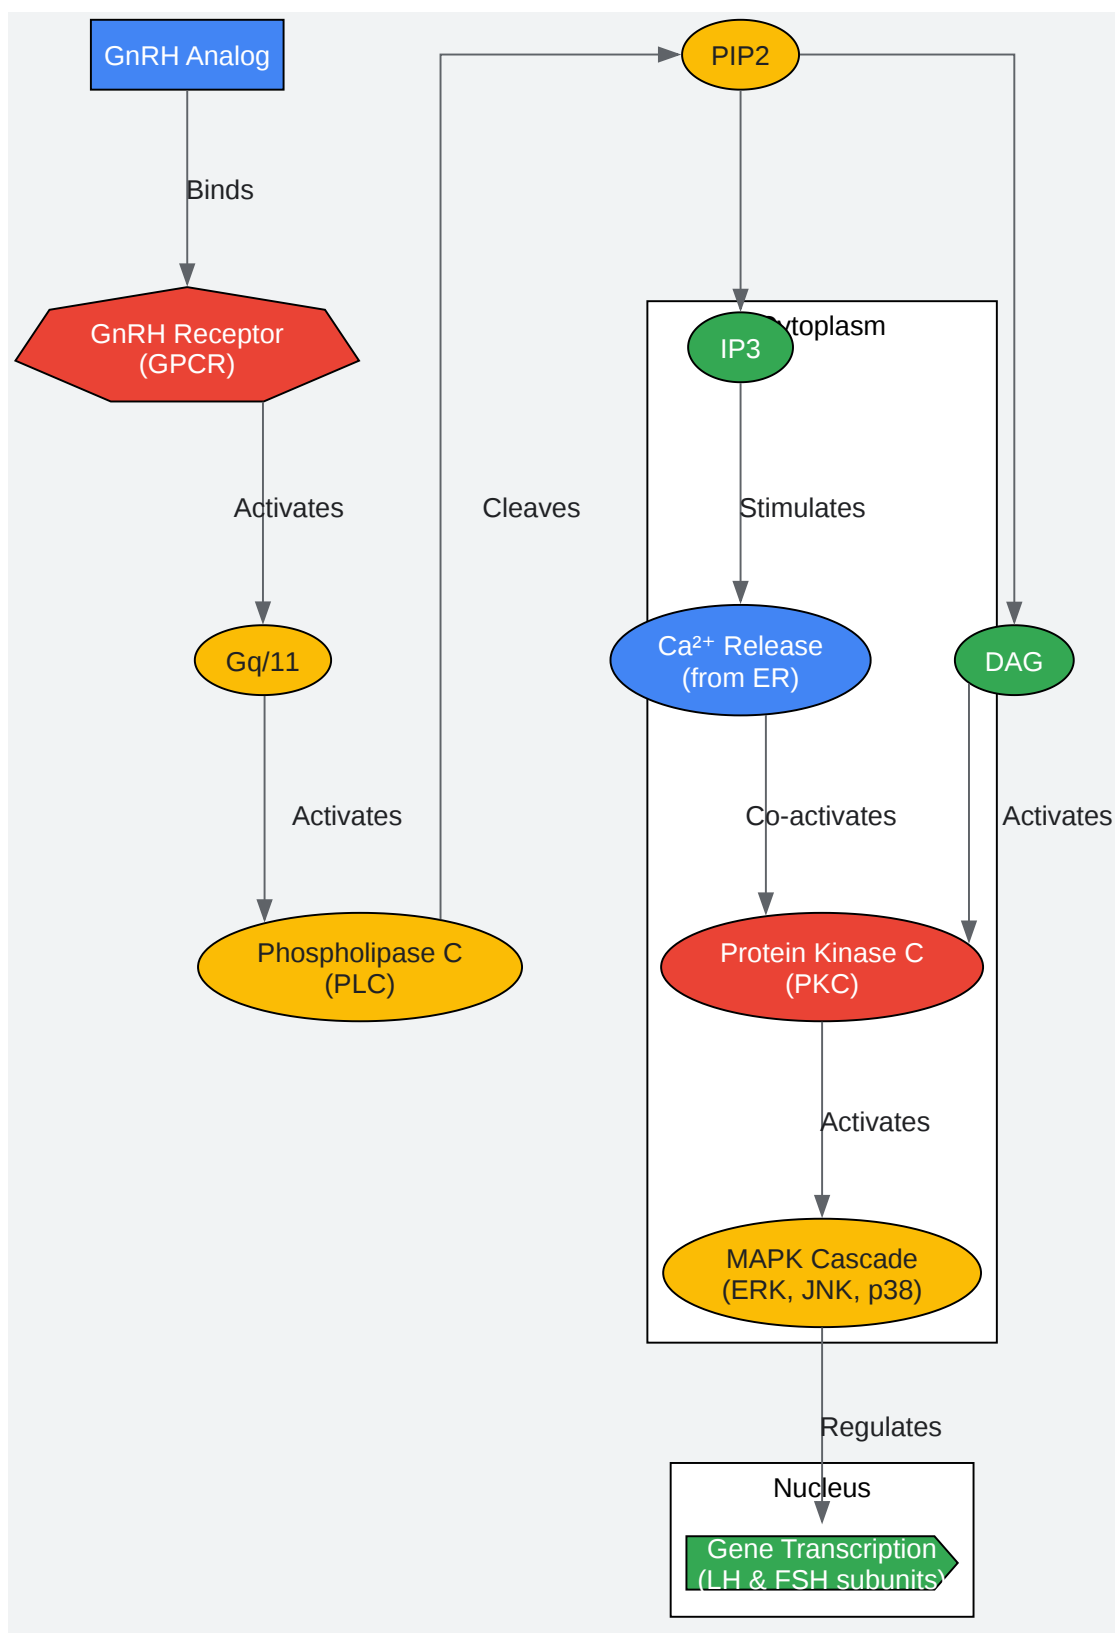 GnRH Analog
PIP2
Binds
GnRH Receptor
(GPCR)
Cytoplasm
IP3
Activates
Cleaves
Stimulates
Gq/11
Ca²⁺ Release
(from ER)
DAG
Activates
Co-activates
Activates
Phospholipase C
(PLC)
Protein Kinase C
(PKC)
Activates
MAPK Cascade
(ERK, JNK, p38)
Regulates
Nucleus
Gene Transcription
(LH & FSH subunits)